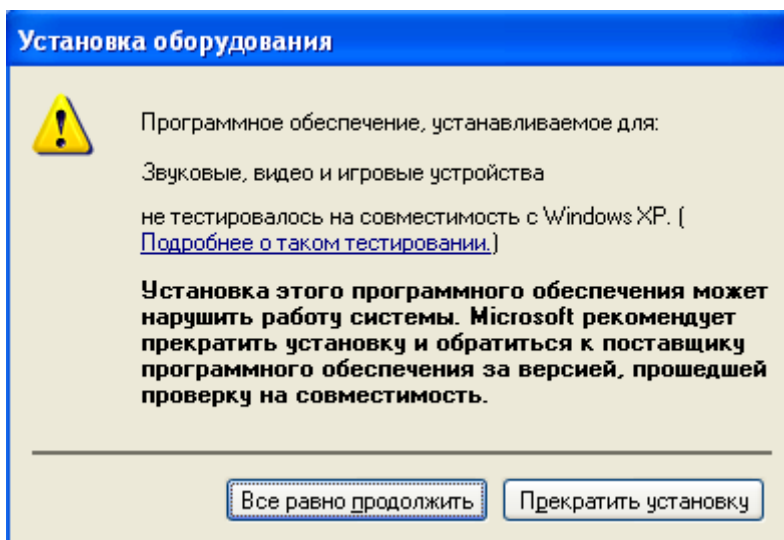 Установка оборудования
Программное обеспечение, устанавливаемое для:
Звуковые, видео и игровые устройства
не тестировалось на совместимость с Windows XP. (
Подробнее о таком тестировании.)
Установка этого программного обеспечения может
нарушить работу системы. Microsoft рекомендует
прекратить установку и обратиться к поставщику
программного обеспечения за версией, прошедшей
проверку на совместимость.
Все равно продолжить
Прекратить установку